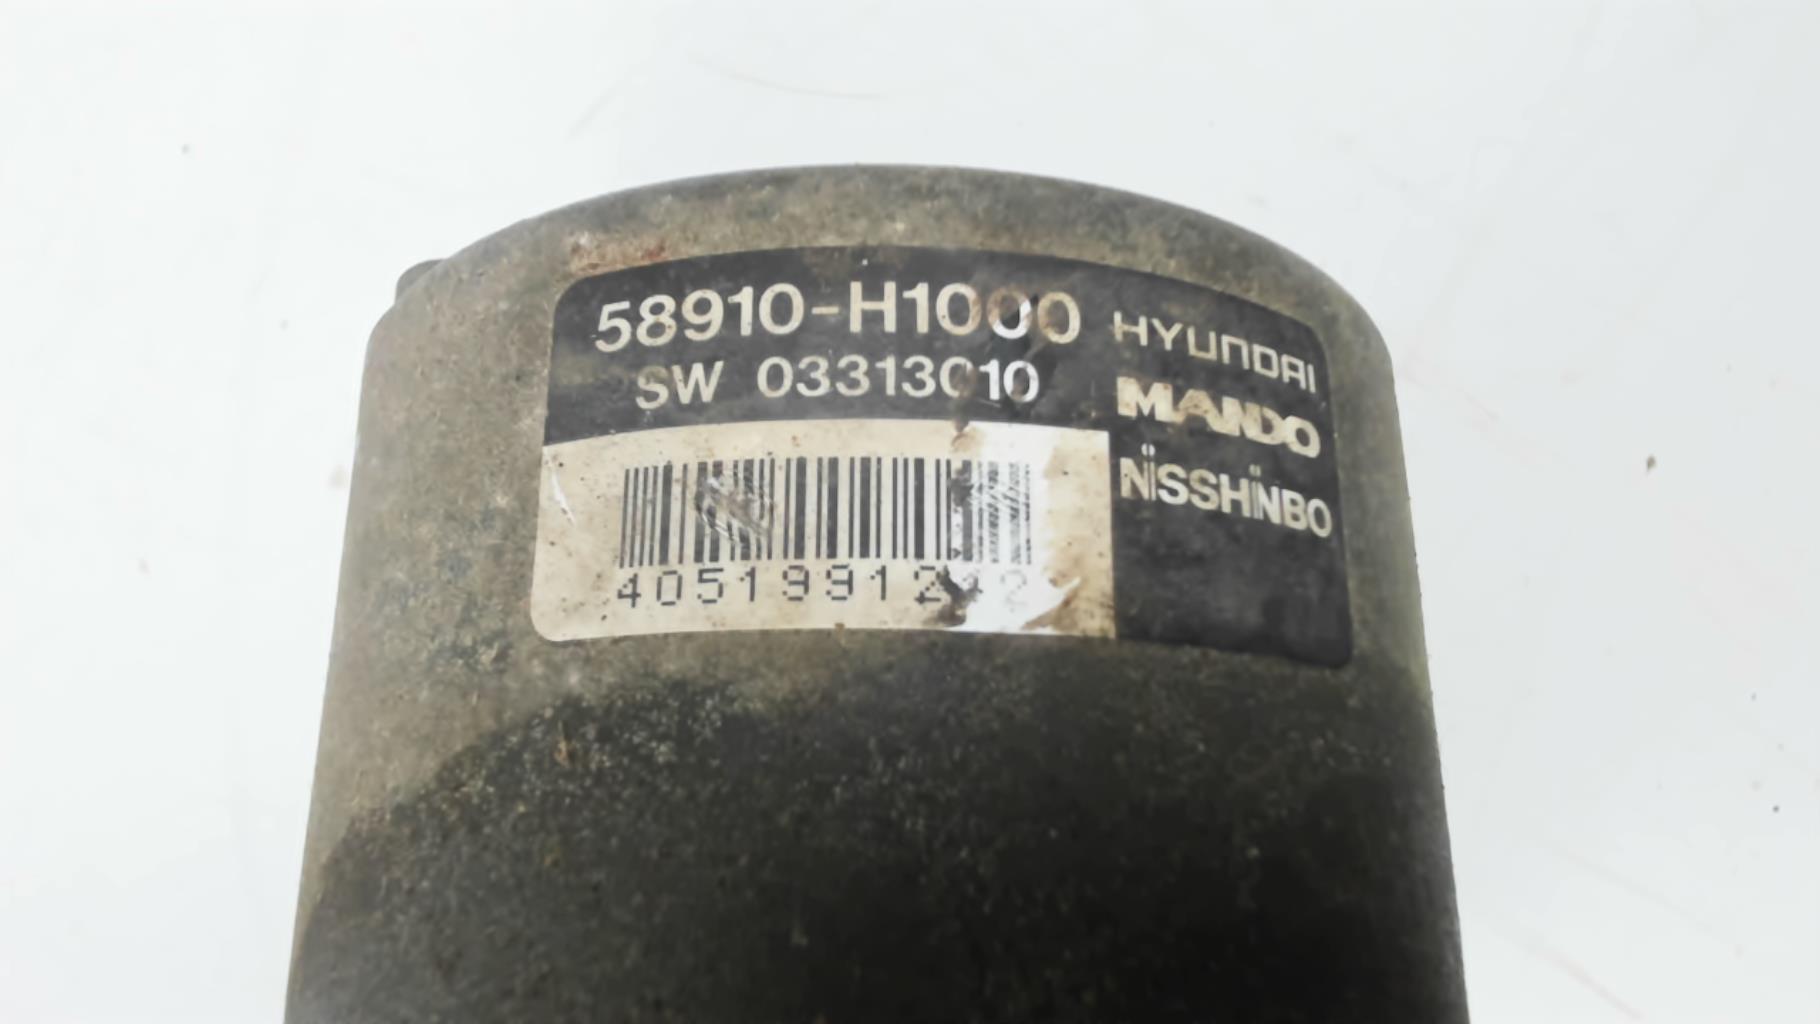 58910-H1000
SW 03313010
HYUNDAI
MANDO
NISSHINBO